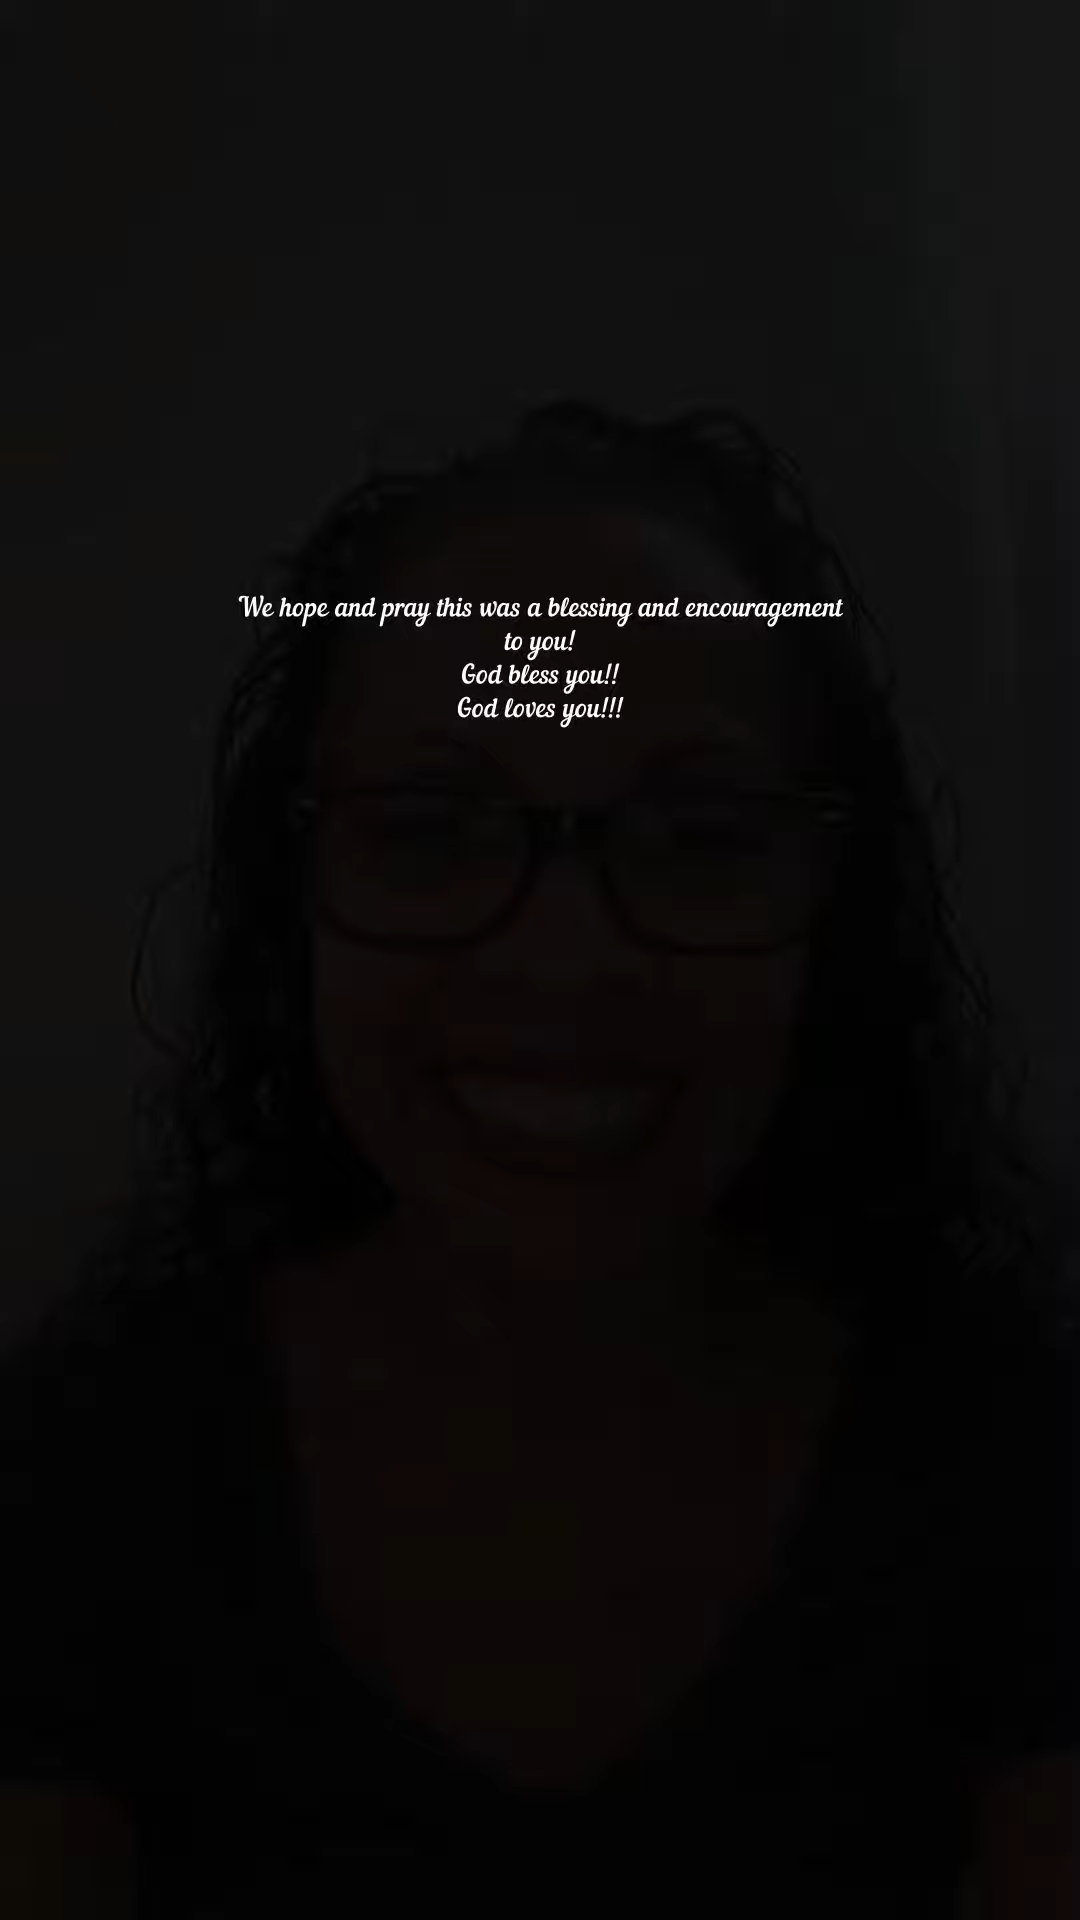 We hope and pray this was a blessing and encouragement
to you!
God bless you!!
God loves you!!!